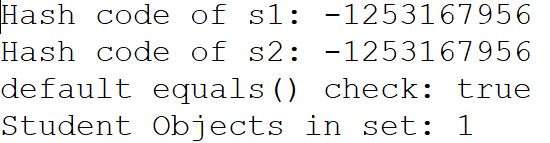 Hash code of s1: -1253167956
Hash code of s2: -1253167956
default equals() check: true
Student Objects in set: 1